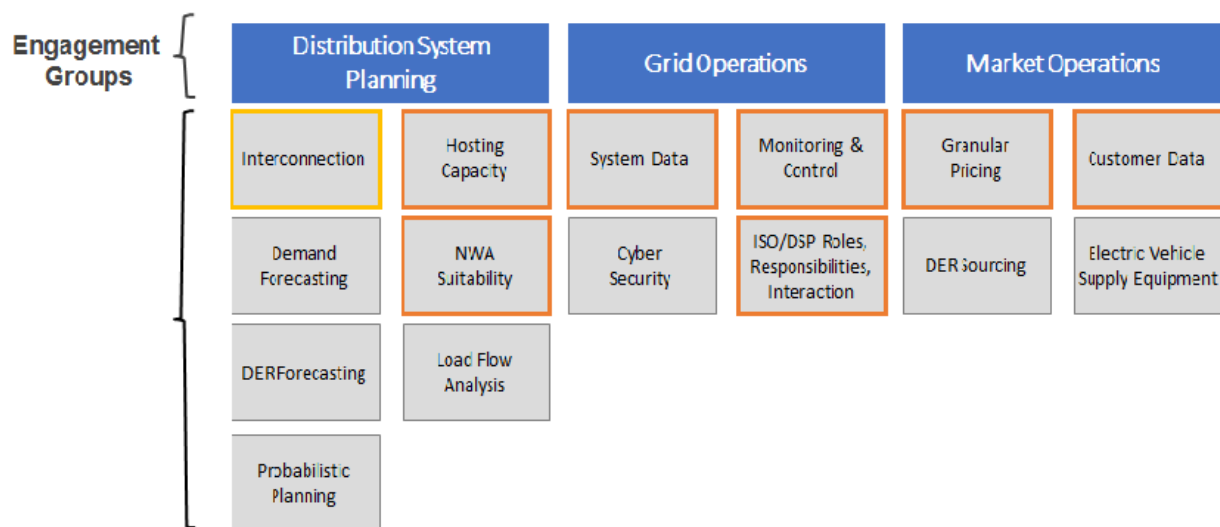 Engagement
Groups
Distribution System
Planning
Grid Operations
Market Operations
Interconnection
Hosting
Capacity
System Data
Monitoring &
Control
Granular
Pricing
Customer Data
Demand
Forecasting
NWA
Suitability
Cyber
Security
ISO/DSP Roles,
Responsibilities,
Interaction
DER Sourcing
Electric Vehicle
Supply Equipment
DER Forecasting
Load Flow
Analysis
Probabilistic
Planning